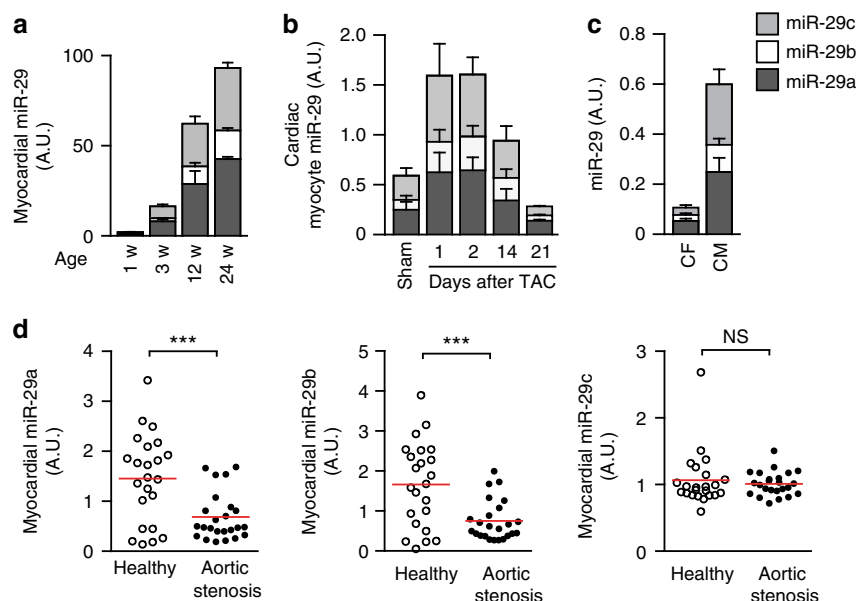 a
Myocardial miR-29
(A.U.)
100
50
0
Age
1 w
3 w
12 w
24 w
b
Cardiac
myocyte miR-29 (A.U.)
2.0
1.5
1.0
0.5
0
Sham
1
2
14
21
Days after TAC
c
miR-29 (A.U.)
0.8
0.6
0.4
0.2
0
CF
CM
miR-29c
miR-29b
miR-29a
d
Myocardial miR-29a
(A.U.)
4
3
2
1
0
***
Healthy
Aortic
stenosis
Myocardial miR-29b
(A.U.)
5
4
3
2
1
0
***
Healthy
Aortic
stenosis
Myocardial miR-29c
(A.U.)
3
2
1
0
NS
Healthy
Aortic
stenosis